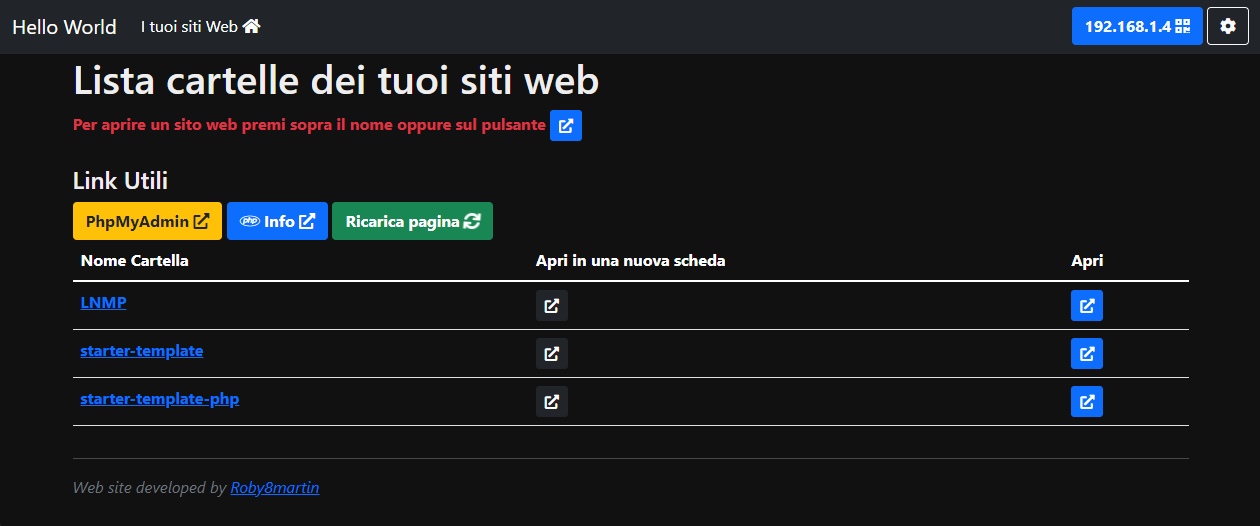 Hello World I tuoi siti Web 192.168.1.4
Lista cartelle dei tuoi siti web
Per aprire un sito web premi sopra il nome oppure sul pulsante
Link Utili
PhpMyAdmin php Info Ricarica pagina
Nome Cartella Apri in una nuova scheda Apri
LNMP
starter-template
starter-template-php
Web site developed by Roby8martin